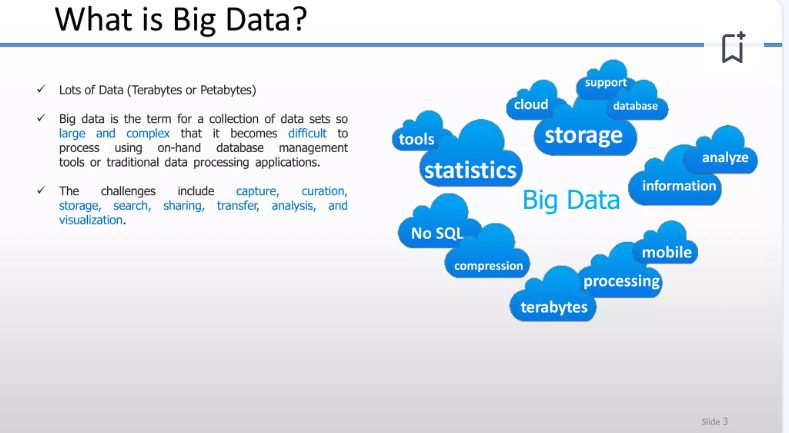 What is Big Data?
✓ Lots of Data (Terabytes or Petabytes)
✓ Big data is the term for a collection of data sets so
large and complex that it becomes difficult to
process using on-hand database management
tools or traditional data processing applications.
✓ The challenges include capture, curation,
storage, search, sharing, transfer, analysis, and
visualization.
support
cloud
database
storage
tools
statistics
analyze
information
Big Data
No SQL
compression
mobile
processing
terabytes
Slide 3